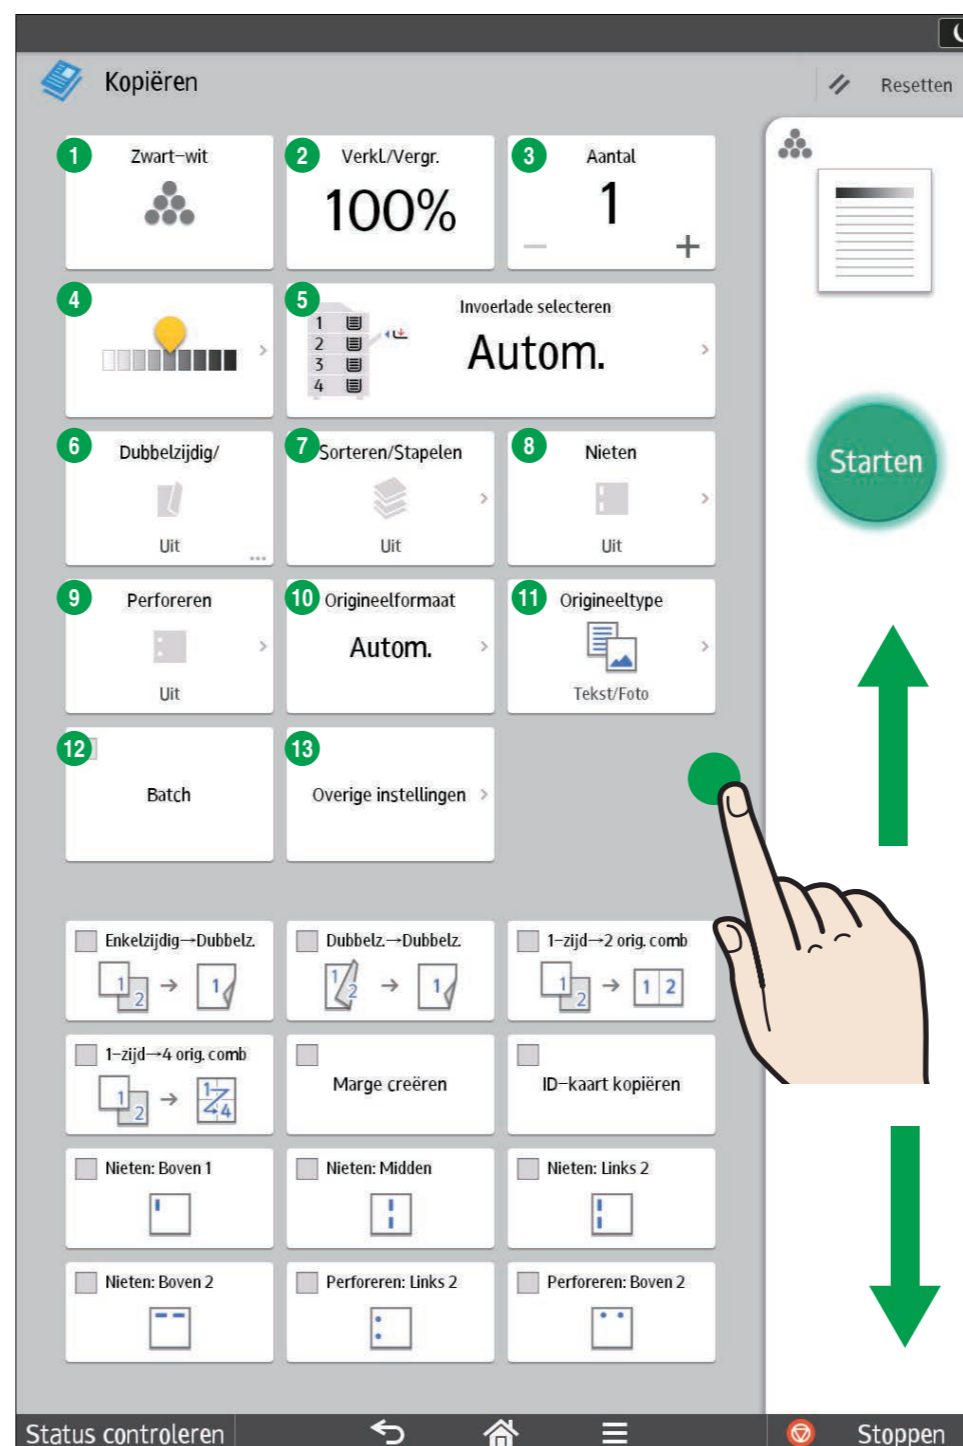 Kopiëren
Resetten
1 Zwart-wit
2 Verkl./Vergr.
100%
3 Aantal
1
− +
4
5 Invoerlade selecteren
1
2
3
4
Autom.
6 Dubbelzijdig/
Uit
...
7 Sorteren/Stapelen
Uit
8 Nieten
Uit
Starten
9 Perforeren
Uit
10 Origineelformaat
Autom.
11 Origineeltype
Tekst/Foto
12
Batch
13
Overige instellingen
Enkelzijdig→Dubbelz.
1 2 → 1
Dubbelz.→Dubbelz.
1 2 → 1
1-zijd→2 orig. comb
1 2 → 1 2
1-zijd→4 orig. comb
1 2 → 1 4
Marge creëren
ID-kaart kopiëren
Nieten: Boven 1
Nieten: Midden
Nieten: Links 2
Nieten: Boven 2
Perforeren: Links 2
Perforeren: Boven 2
Status controleren
Stoppen